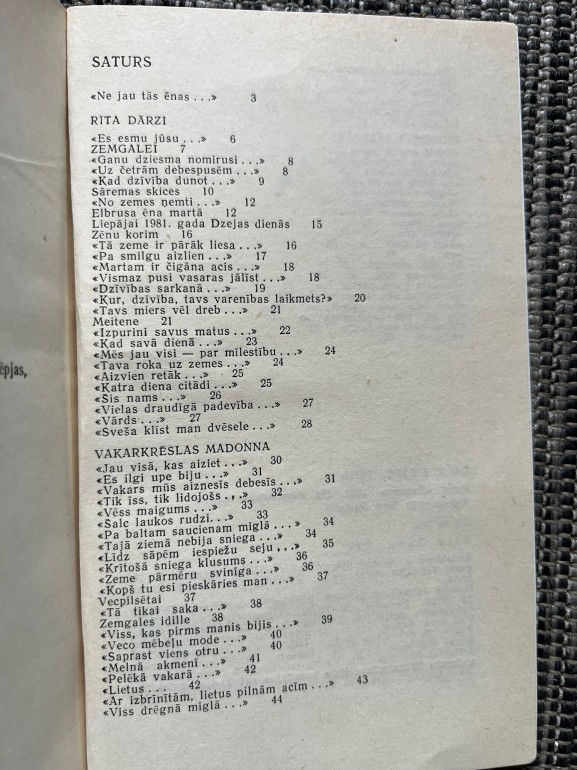 SATURS
«Ne jau tās ēnas...» 3
RITA DĀRZI
«Es esmu jūsu...» 6
ZEMGALEI 7
«Ganu dziesma nomirusi...» 8
«Uz četrām debespusēm...» 8
«Kad dzīvība dunot...» 9
Sāremas skices 10
«No zemes ņemti...» 12
Elbrusa ēna martā 12
Liepājai 1981. gada Dzejas dienās 15
Zēnu korim 16
«Tā zeme ir pārāk liesa...» 16
«Pa smilgu aizlien...» 17
«Martam ir čigāna acis...» 18
«Vismaz pusi vasaras jālīst...» 18
«Dzīvības sarkanā...» 19
«Kur, dzīvība, tavs varenības laikmets?» 20
«Tavs miers vēl dreb...» 21
Meitene 21
«Izpurini savus matus...» 22
«Kad savā dienā...» 23
«Mēs jau visi — par mīlestību...» 24
«Tava roka uz zemes...» 24
«Aizvien retāk...» 25
«Katra diena citādi...» 25
«Šis nams...» 26
«Vielas draudīgā padevība...» 27
«Vārds...» 27
«Sveša klīst man dvēsele...» 28
VAKARKRĒSLAS MADONNA
«Jau visā, kas aiziet...» 30
«Es ilgi upe biju...» 31
«Vakars mūs aiznesīs debesīs...» 31
«Tik īss, tik lidojošs...» 32
«Vēss maigums...» 33
«Salc laukos rudzi...» 33
«Pa baltam saucienam miglā...» 34
«Tajā ziemā nebija sniega...» 34
«Līdz sāpēm iespiežu seju...» 35
«Krītošā sniega klusums...» 36
«Zeme pārmēru svinīga...» 36
«Kopš tu esi pieskāries man...» 37
Vecpilsētai 37
«Tā tikai saka...» 38
Zemgales idille 38
«Viss, kas pirms manis bijis...» 39
«Veco mēbeļu mode...» 40
«Saprast viens otru...» 40
«Melnā akmenī...» 41
«Pelēkā vakarā...» 42
«Lietus... 42
«Ar izbrīnītām, lietus pilnām acīm...» 43
«Viss drēgnā miglā...» 44